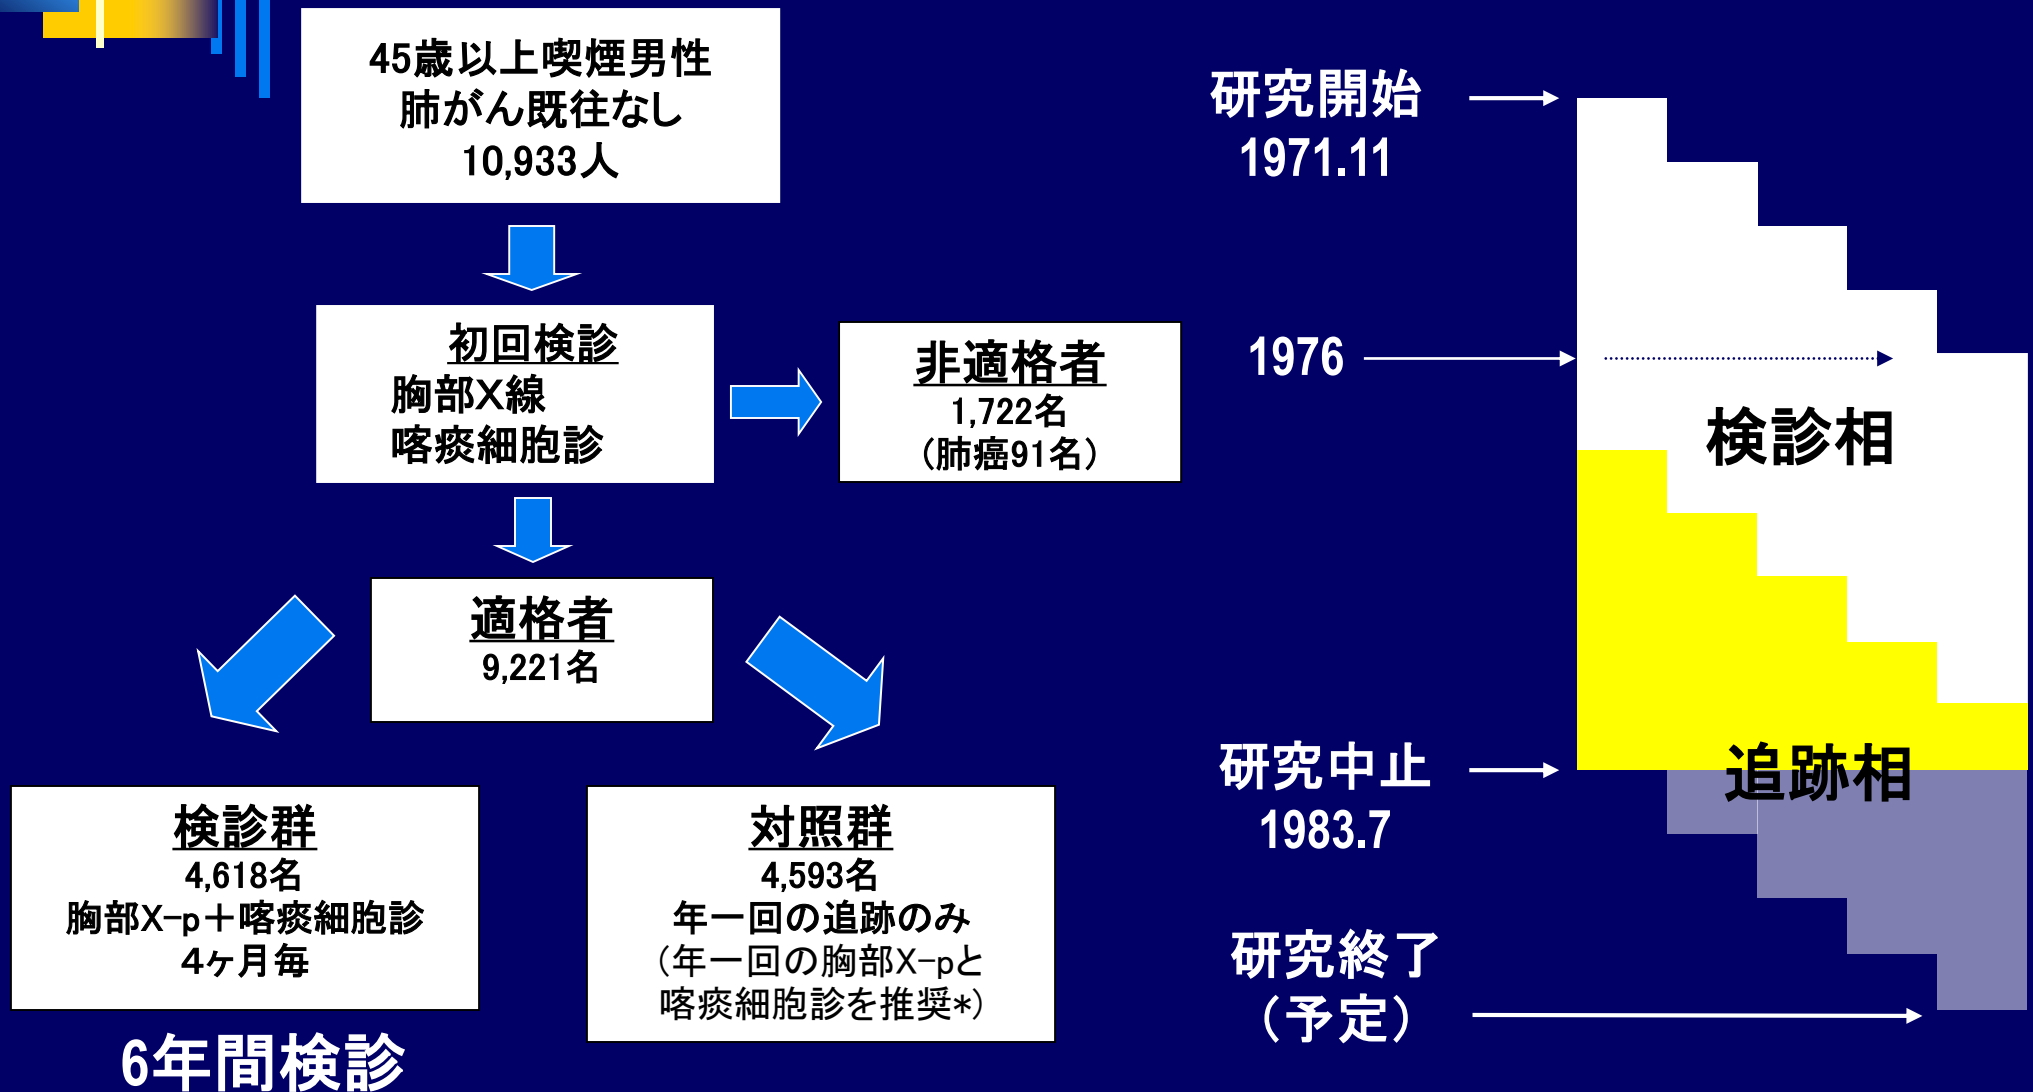 45歳以上喫煙男性
肺がん既往なし
10,933人
初回検診
胸部X線
喀痰細胞診
非適格者
1,722名
（肺癌91名）
適格者
9,221名
検診群
4,618名
胸部X-p＋喀痰細胞診
4ヶ月毎
6年間検診
対照群
4,593名
年一回の追跡のみ
（年一回の胸部X-pと
喀痰細胞診を推奨*）
研究開始
1971.11
1976
検診相
研究中止
1983.7
追跡相
研究終了
（予定）